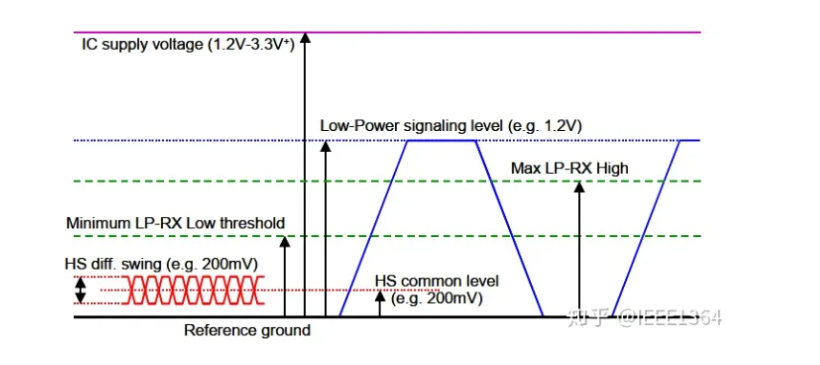 IC supply voltage (1.2V-3.3V+)
Low-Power signaling level (e.g. 1.2V)
Max LP-RX High
Minimum LP-RX Low threshold
HS diff. swing (e.g. 200mV)
HS common level
(e.g. 200mV)
Reference ground
知乎 @IEEE1364